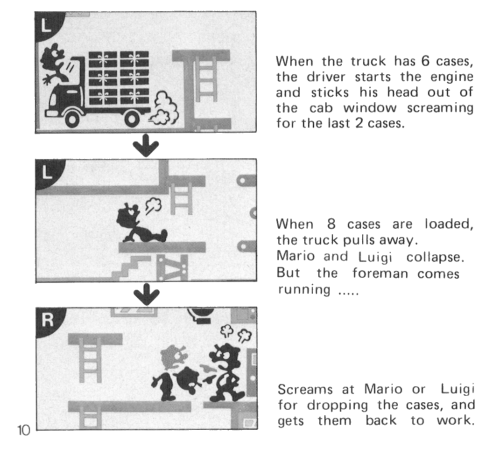 L
When the truck has 6 cases,
the driver starts the engine
and sticks his head out of
the cab window screaming
for the last 2 cases.
L
When 8 cases are loaded,
the truck pulls away.
Mario and Luigi collapse.
But the foreman comes
running .....
R
Screams at Mario or Luigi
for dropping the cases, and
gets them back to work.
10